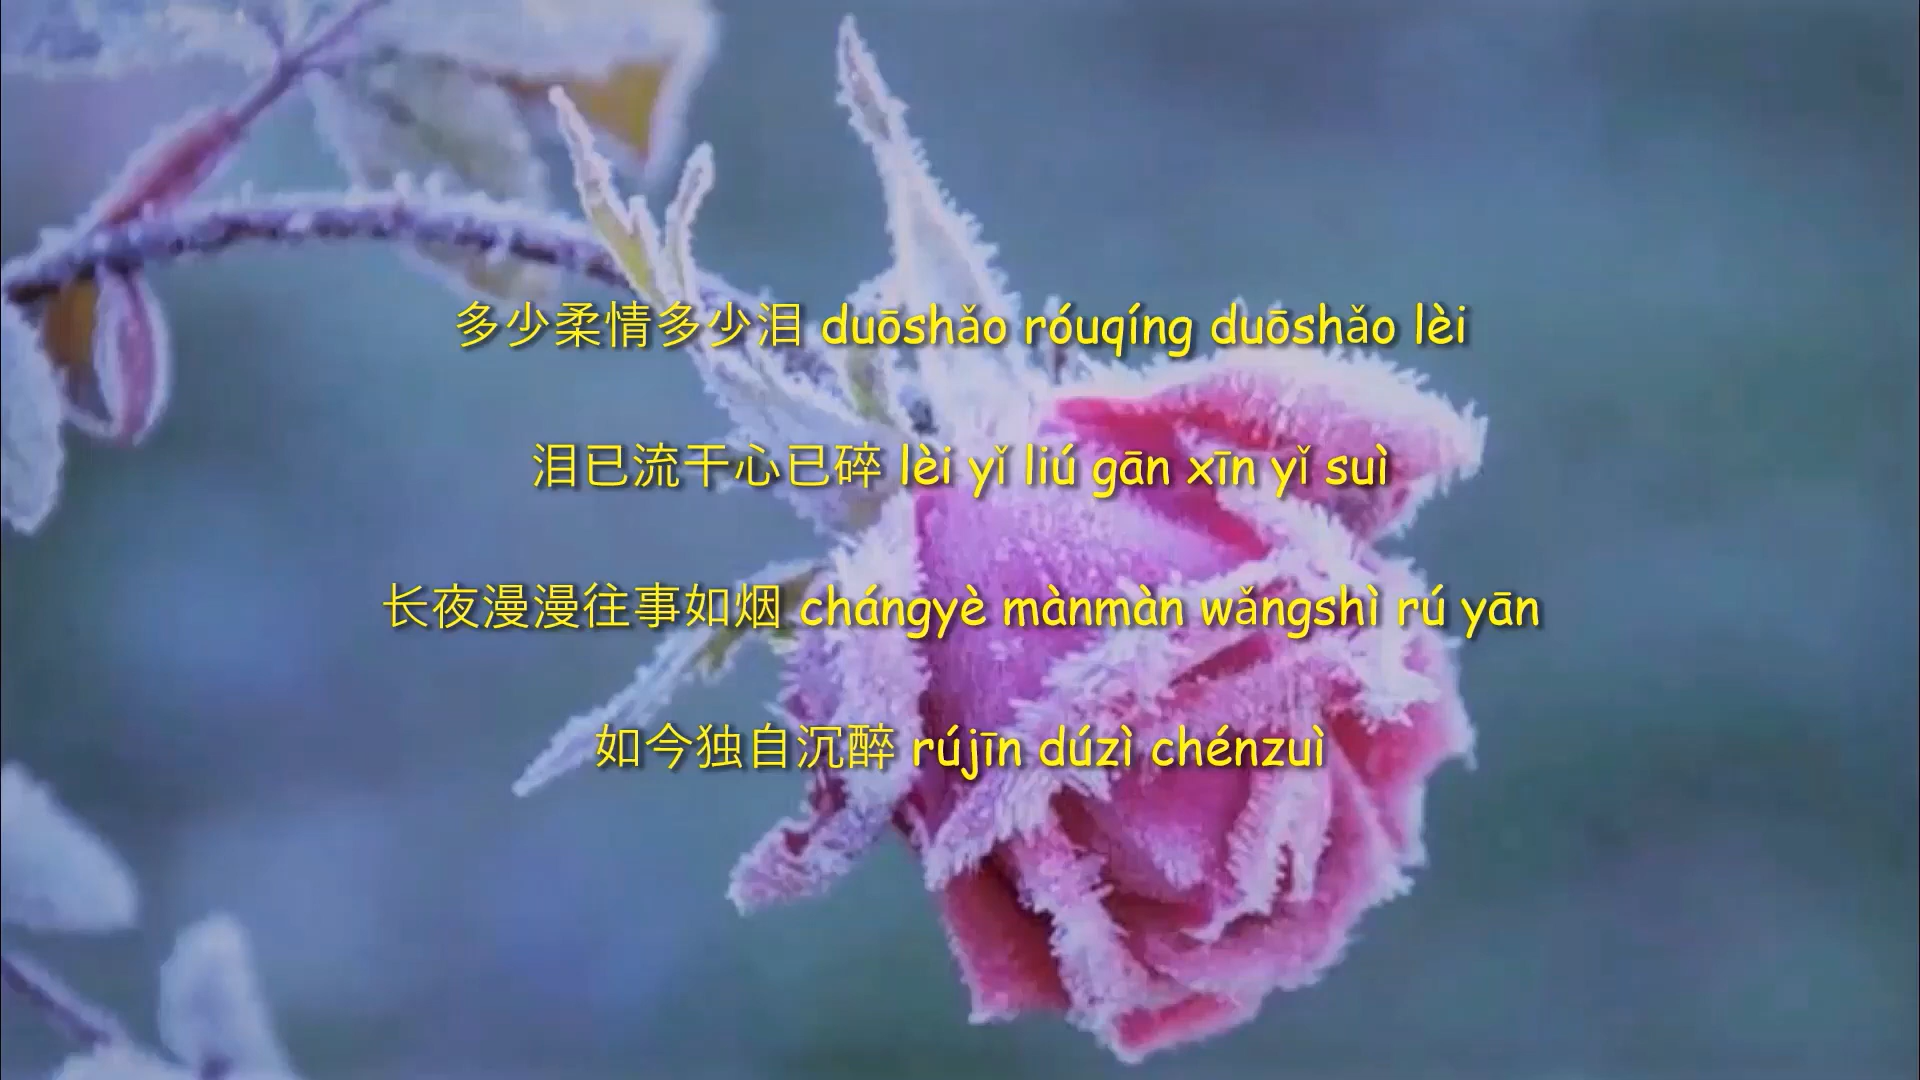 多少柔情多少泪 duōshǎo róuqíng duōshǎo lèi
泪已流干心已碎 lèi yǐ liú gān xīn yǐ suì
长夜漫漫往事如烟 chángyè mànmàn wǎngshì rú yān
如今独自沉醉 rújīn dúzì chénzuì